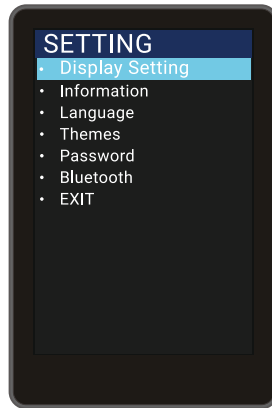 SETTING
· Display Setting
· Information
· Language
· Themes
· Password
· Bluetooth
· EXIT